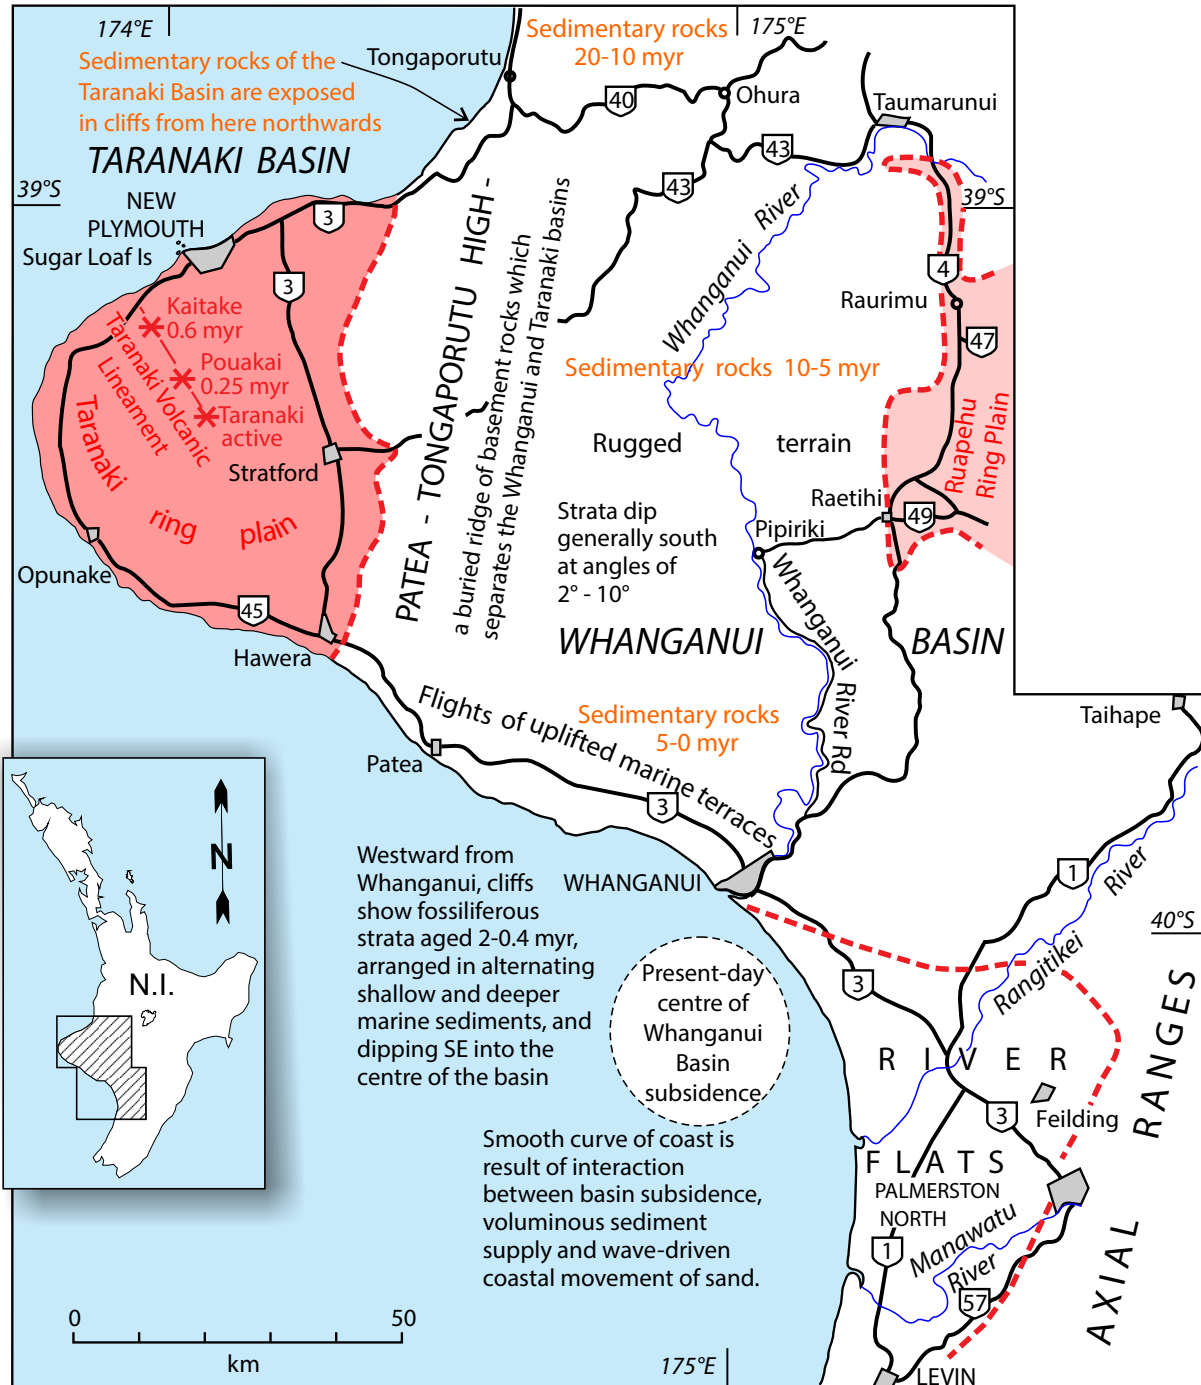 174°E
175°E
Sedimentary rocks
20-10 myr
Tongaporutu
Sedimentary rocks of the
Taranaki Basin are exposed
in cliffs from here northwards
40
Ohura
Taumarunui
TARANAKI BASIN
43
43
39°S
39°S
NEW
PLYMOUTH
Sugar Loaf Is
3
3
Whanganui River
4
Raurimu
47
Kaitake
0.6 myr
Pouakai
0.25 myr
Taranaki
active
Taranaki Volcanic
Lineament
Taranaki
ring plain
Stratford
PATEA - TONGAPORUTU HIGH -
a buried ridge of basement rocks which
separates the Whanganui and Taranaki basins
Sedimentary rocks 10-5 myr
Rugged terrain
Ruapehu
Ring Plain
Raetihi
49
Strata dip
generally south
at angles of
2° - 10°
Pipiriki
Opunake
45
Hawera
WHANGANUI BASIN
Whanganui River Rd
Sedimentary rocks
5-0 myr
Flights of uplifted marine terraces
Taihape
Patea
3
N
N.I.
Westward from
Whanganui, cliffs
show fossiliferous
strata aged 2-0.4 myr,
arranged in alternating
shallow and deeper
marine sediments, and
dipping SE into the
centre of the basin
WHANGANUI
1
Rangitikei River
40°S
3
Present-day
centre of
Whanganui
Basin
subsidence
RIVER
FLATS
3
Feilding
AXIAL RANGES
Smooth curve of coast is
result of interaction
between basin subsidence,
voluminous sediment
supply and wave-driven
coastal movement of sand.
PALMERSTON
NORTH
1
Manawatu
River
57
0 50
km
175°E
LEVIN